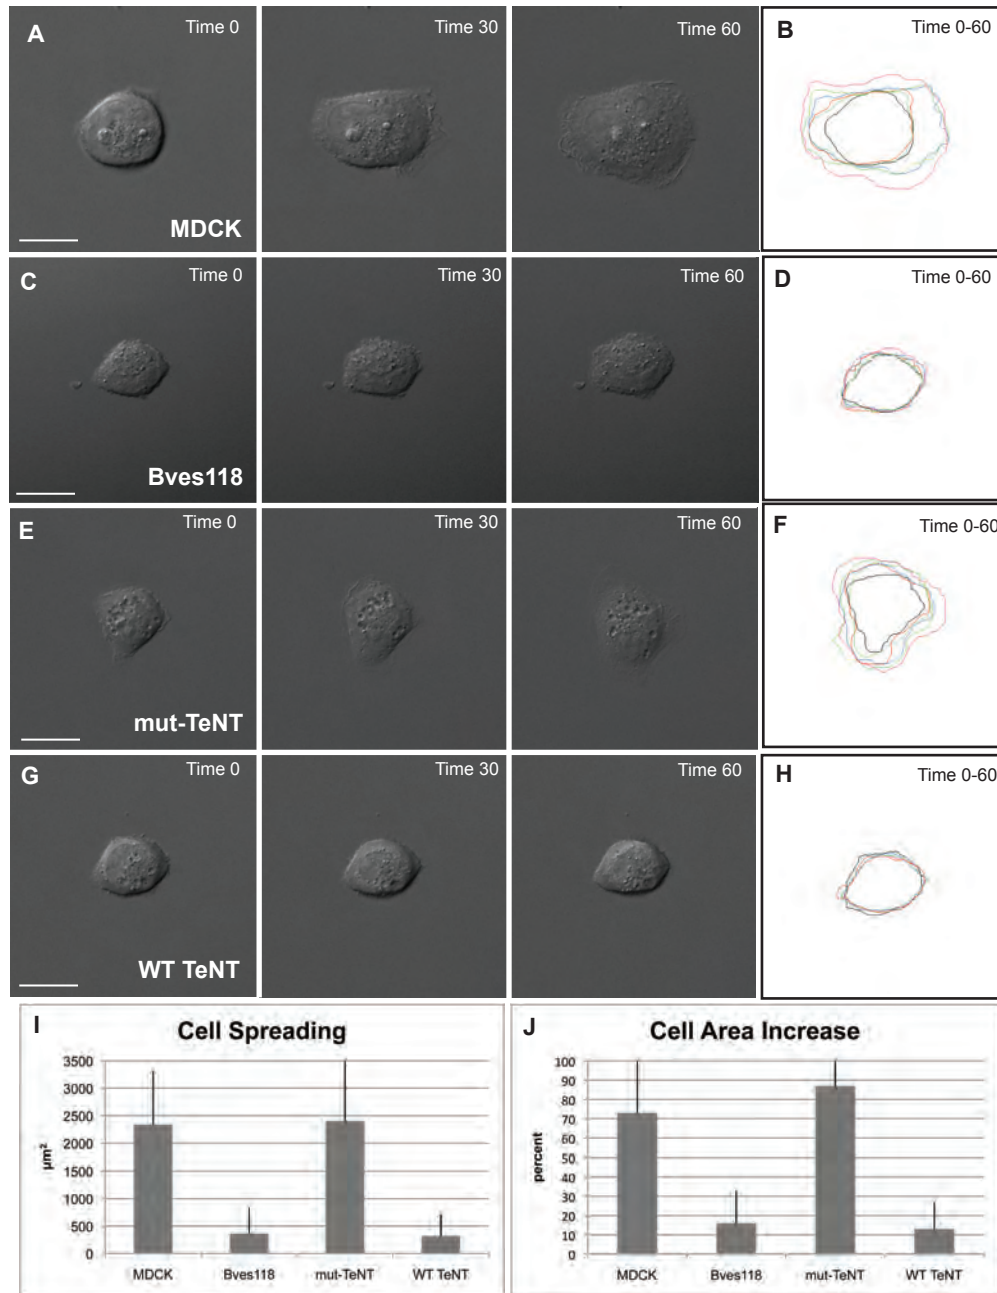 A
Time 0
Time 30
Time 60
B
Time 0-60
MDCK
C
Time 0
Time 30
Time 60
D
Time 0-60
Bves118
E
Time 0
Time 30
Time 60
F
Time 0-60
mut-TeNT
G
Time 0
Time 30
Time 60
H
Time 0-60
WT TeNT
I
Cell Spreading
3500
3000
2500
2000
1500
1000
500
0
µm²
MDCK Bves118 mut-TeNT WT TeNT
J
Cell Area Increase
100
90
80
70
60
50
40
30
20
10
0
percent
MDCK Bves118 mut-TeNT WT TeNT